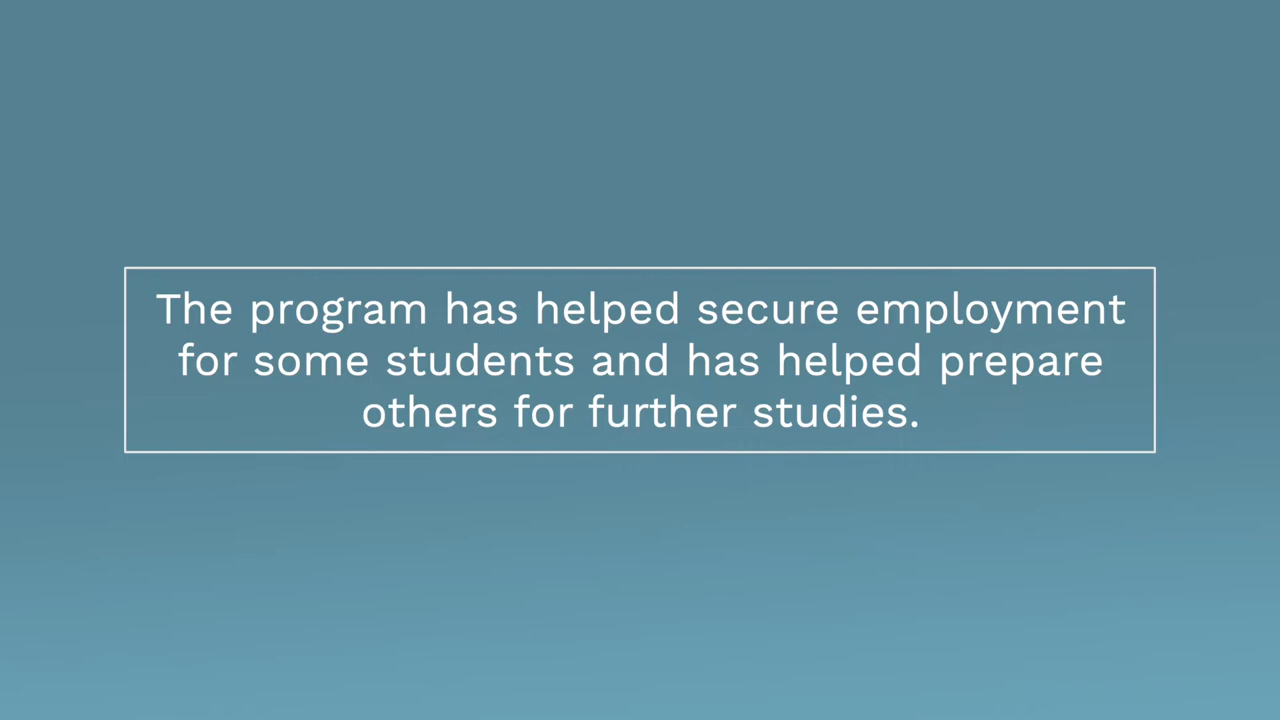 The program has helped secure employment
for some students and has helped prepare
others for further studies.